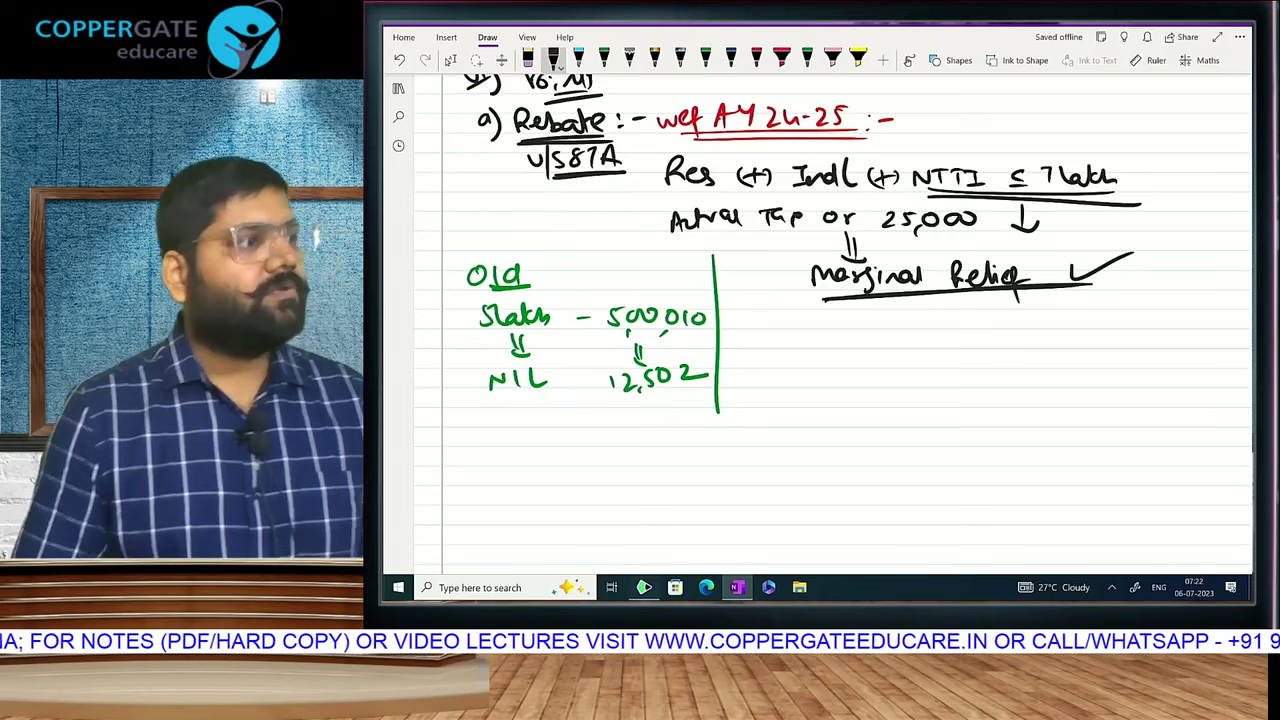 COPPERGATE
educare
Home Insert Draw View Help
Saved offline
Share
Shapes
Ink to Shape
Ink to Text
Ruler
Maths
a) Rebate :- wef AY 24-25 :-
u/s 87A
Res (+) Indl (+) NTTI ≤ 7 lakh
Actual Tap or 25,000 ↓
⇓
Marginal Relief ✓
Old
5 lakh - 500,010
⇓ ⇓
NIL 12,502
Type here to search
27°C Cloudy
ENG
07:22
06-07-2023
IA; FOR NOTES (PDF/HARD COPY) OR VIDEO LECTURES VISIT WWW.COPPERGATEEDUCARE.IN OR CALL/WHATSAPP - +91 9